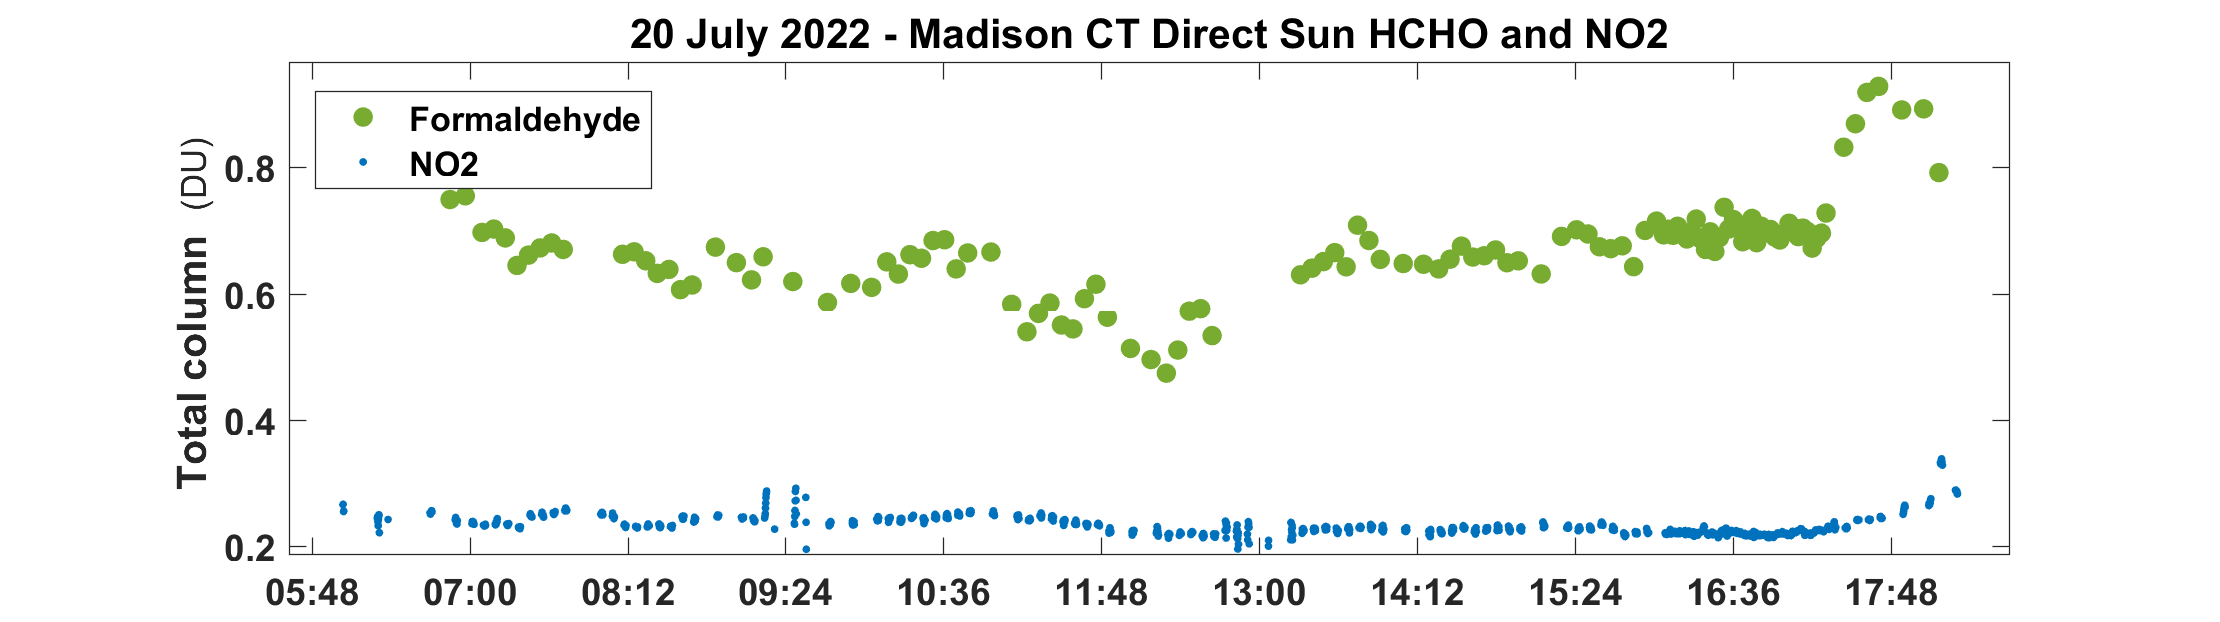 20 July 2022 - Madison CT Direct Sun HCHO and NO2
Formaldehyde
NO2
Total column (DU)
0.8
0.6
0.4
0.2
05:48 07:00 08:12 09:24 10:36 11:48 13:00 14:12 15:24 16:36 17:48